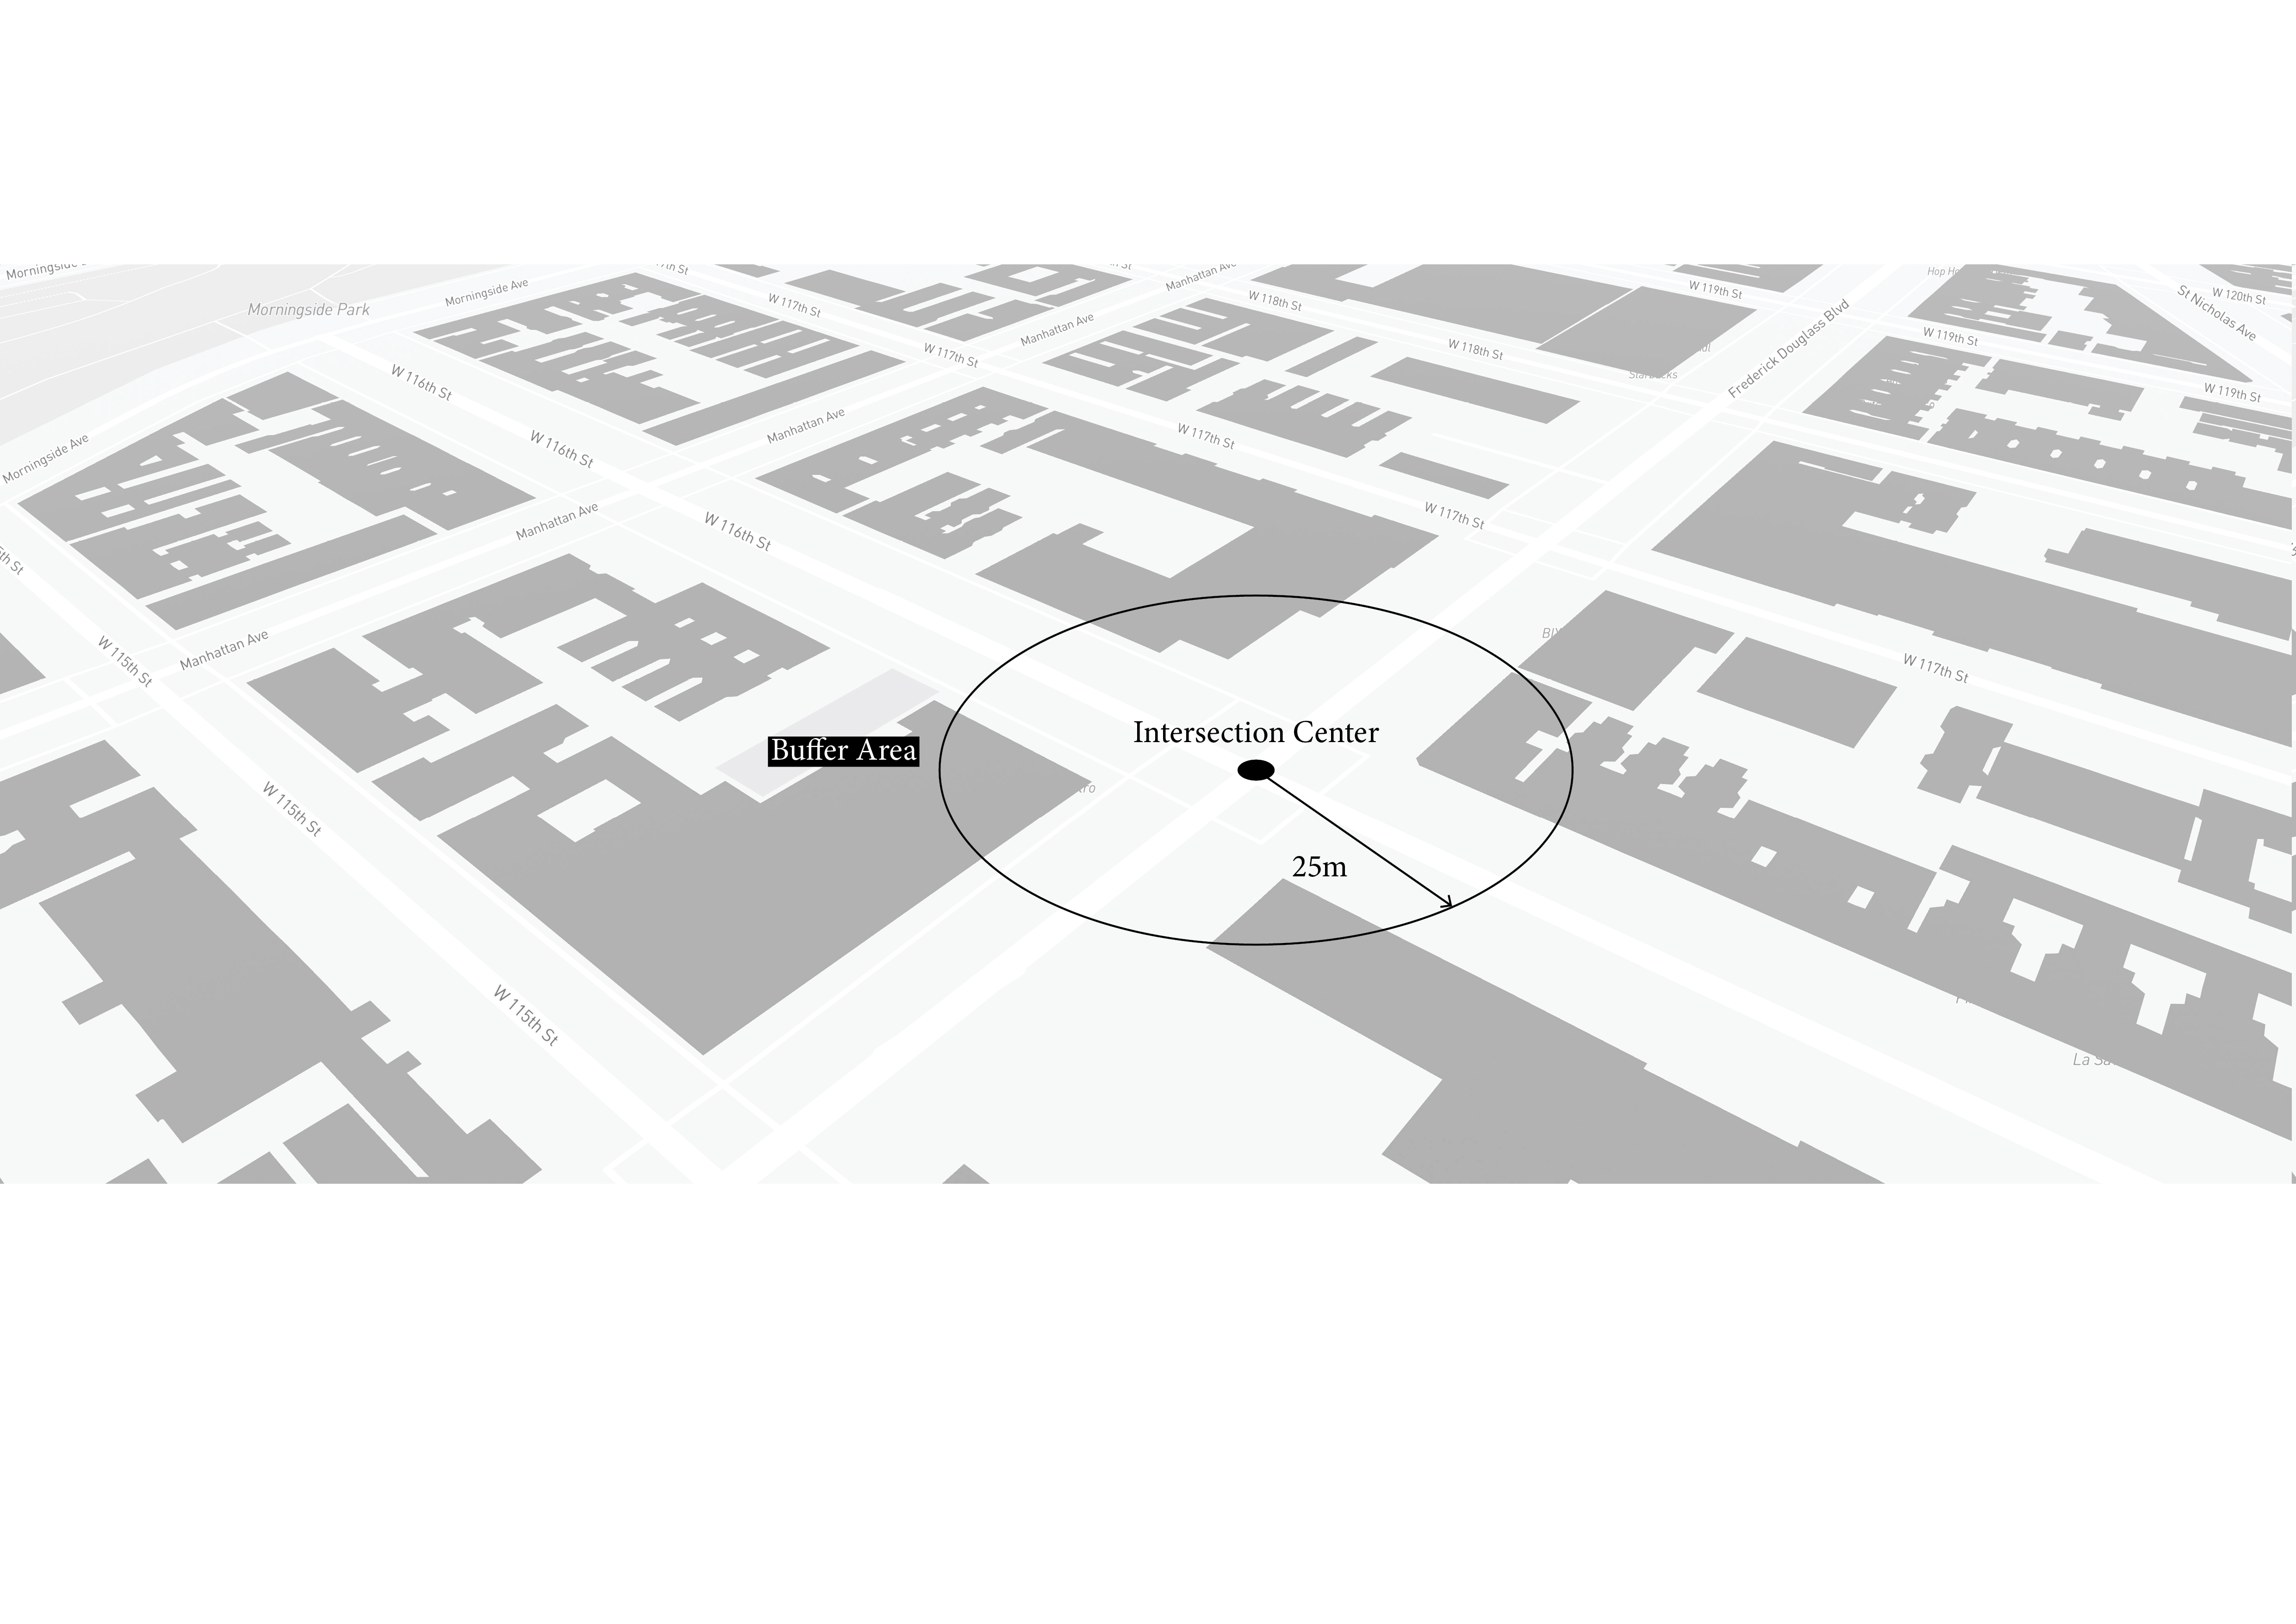 Morningside Park
Morningside Ave
W 117th St
Manhattan Ave
W 118th St
W 119th St
Frederick Douglass Blvd
St Nicholas Ave
W 120th St
W 119th St
W 119th St
Manhattan Ave
W 117th St
W 118th St
W 116th St
Manhattan Ave
W 117th St
Morningside Ave
W 116th St
Manhattan Ave
W 116th St
W 117th St
W 115th St
Manhattan Ave
W 117th St
Intersection Center
Buffer Area
25m
W 115th St
W 115th St